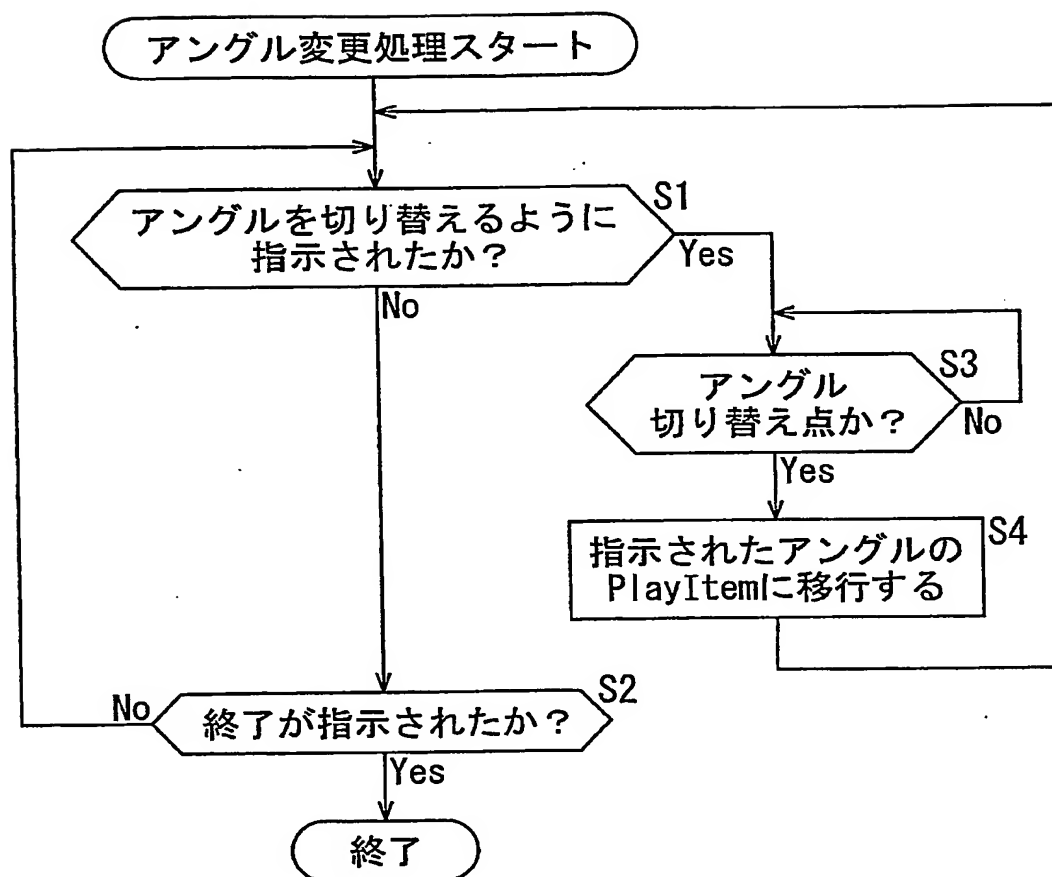 アングル変更処理スタート
アングルを切り替えるように
指示されたか？
S1
Yes
No
アングル
切り替え点か？
S3
No
Yes
指示されたアングルの
PlayItemに移行する
S4
終了が指示されたか？
S2
No
Yes
終了